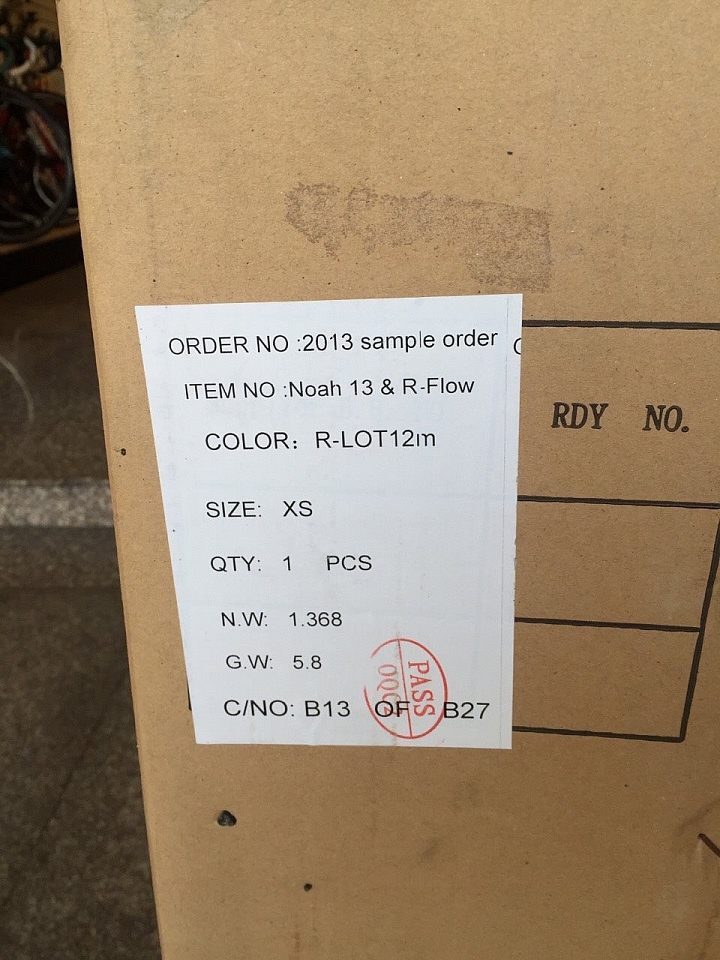 ORDER NO :2013 sample order
ITEM NO :Noah 13 & R-Flow
COLOR: R-LOT12m
SIZE: XS
QTY: 1 PCS
N.W: 1.368
G.W: 5.8
C/NO: B13 OF B27
PASS
RDY NO.